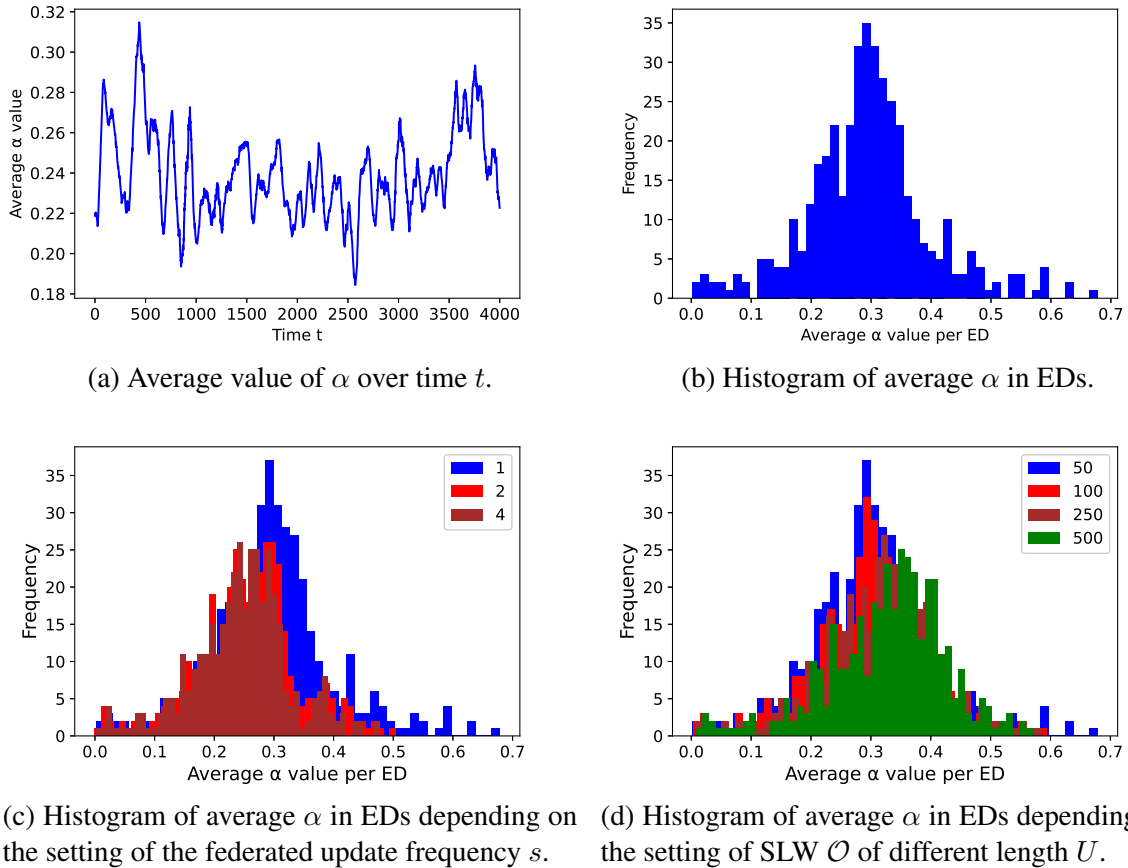 0.32
0.30
0.28
0.26
0.24
0.22
0.20
0.18
Average α value
0 500 1000 1500 2000 2500 3000 3500 4000
Time t
(a) Average value of α over time t.
35
30
25
20
15
10
5
0
Frequency
0.0 0.1 0.2 0.3 0.4 0.5 0.6 0.7
Average α value per ED
(b) Histogram of average α in EDs.
35
30
25
20
15
10
5
0
Frequency
1
2
4
0.0 0.1 0.2 0.3 0.4 0.5 0.6 0.7
Average α value per ED
(c) Histogram of average α in EDs depending on
the setting of the federated update frequency s.
35
30
25
20
15
10
5
0
Frequency
50
100
250
500
0.0 0.1 0.2 0.3 0.4 0.5 0.6 0.7
Average α value per ED
(d) Histogram of average α in EDs depending
the setting of SLW 𝒪 of different length U.